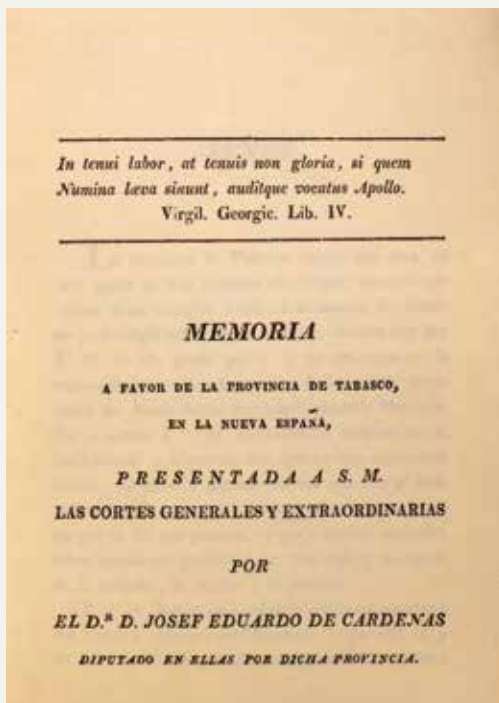 In tenui labor, at tenuis non gloria, si quem
Numina læva sinunt, auditque vocatus Apollo.
Virgil. Georgic. Lib. IV.
MEMORIA
A FAVOR DE LA PROVINCIA DE TABASCO,
EN LA NUEVA ESPAÑA,
PRESENTADA A S. M.
LAS CORTES GENERALES Y EXTRAORDINARIAS
POR
EL D.R D. JOSEF EDUARDO DE CARDENAS
DIPUTADO EN ELLAS POR DICHA PROVINCIA.